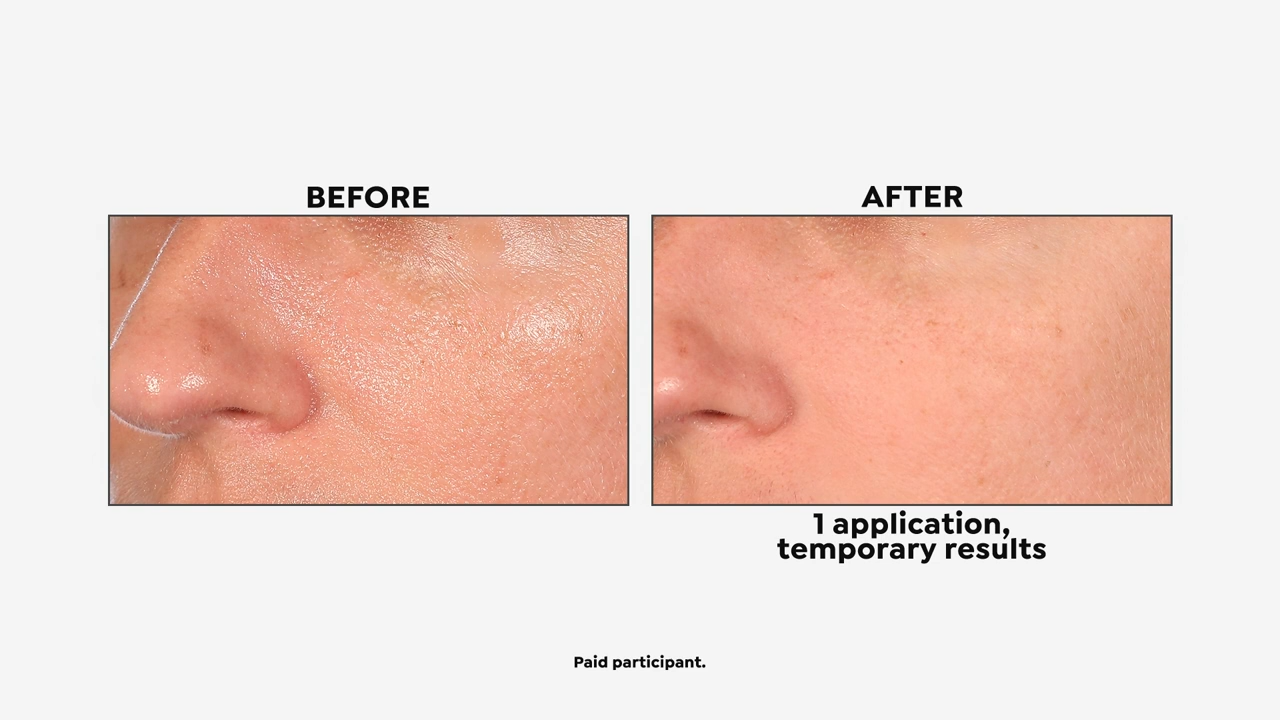 BEFORE
AFTER
1 application,
temporary results
Paid participant.